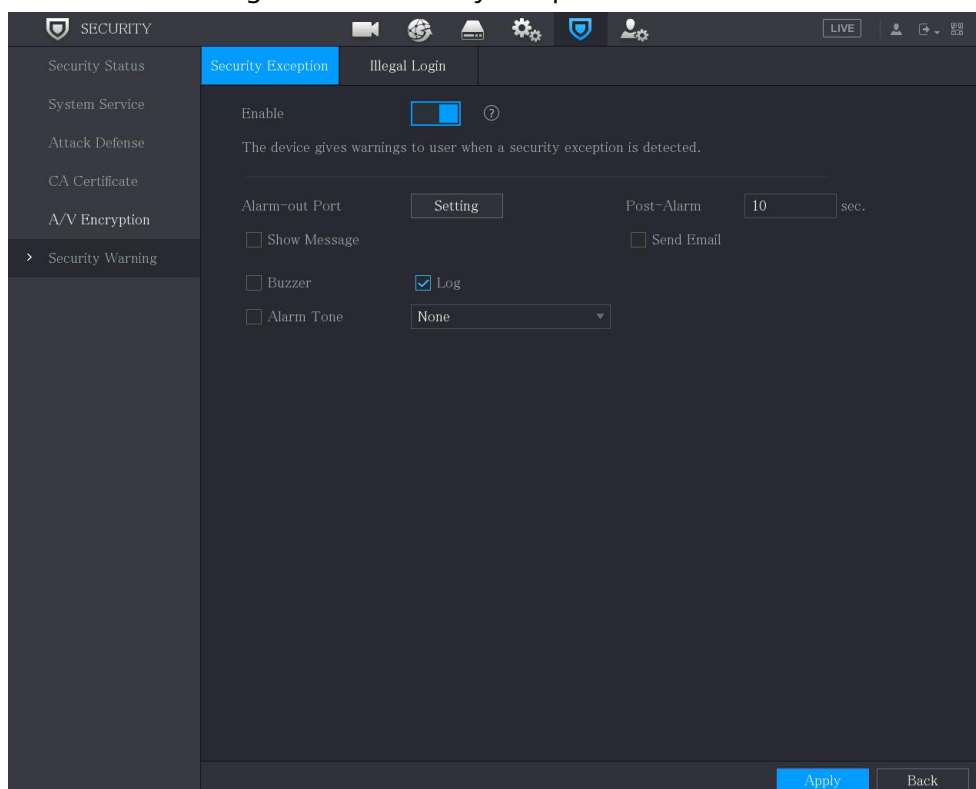 SECURITY LIVE
Security Status
System Service
Attack Defense
CA Certificate
A/V Encryption
Security Warning
Security Exception Illegal Login
Enable ?
The device gives warnings to user when a security exception is detected.
Alarm-out Port Setting Post-Alarm 10 sec.
Show Message Send Email
Buzzer Log
Alarm Tone None
Apply Back